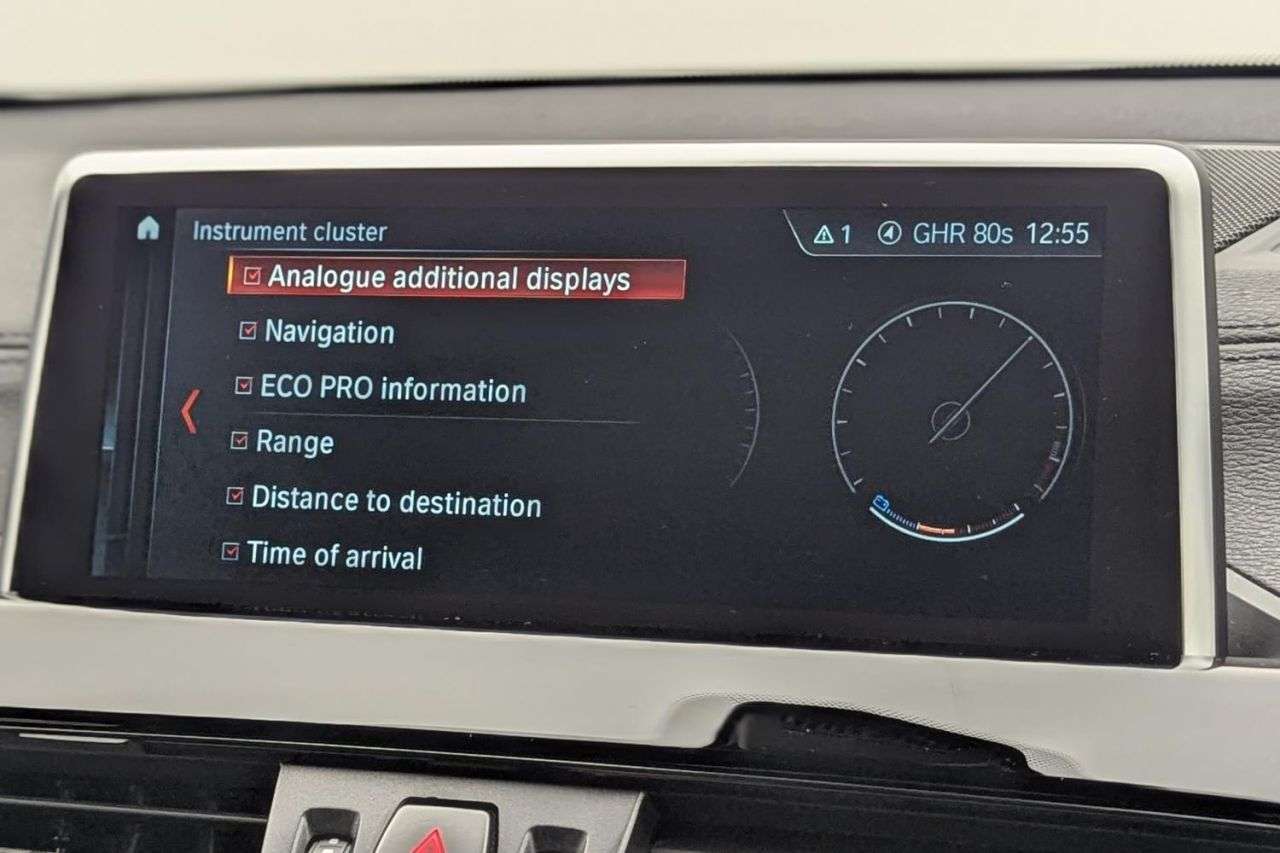 Instrument cluster
1 GHR 80s 12:55
Analogue additional displays
Navigation
ECO PRO information
Range
Distance to destination
Time of arrival